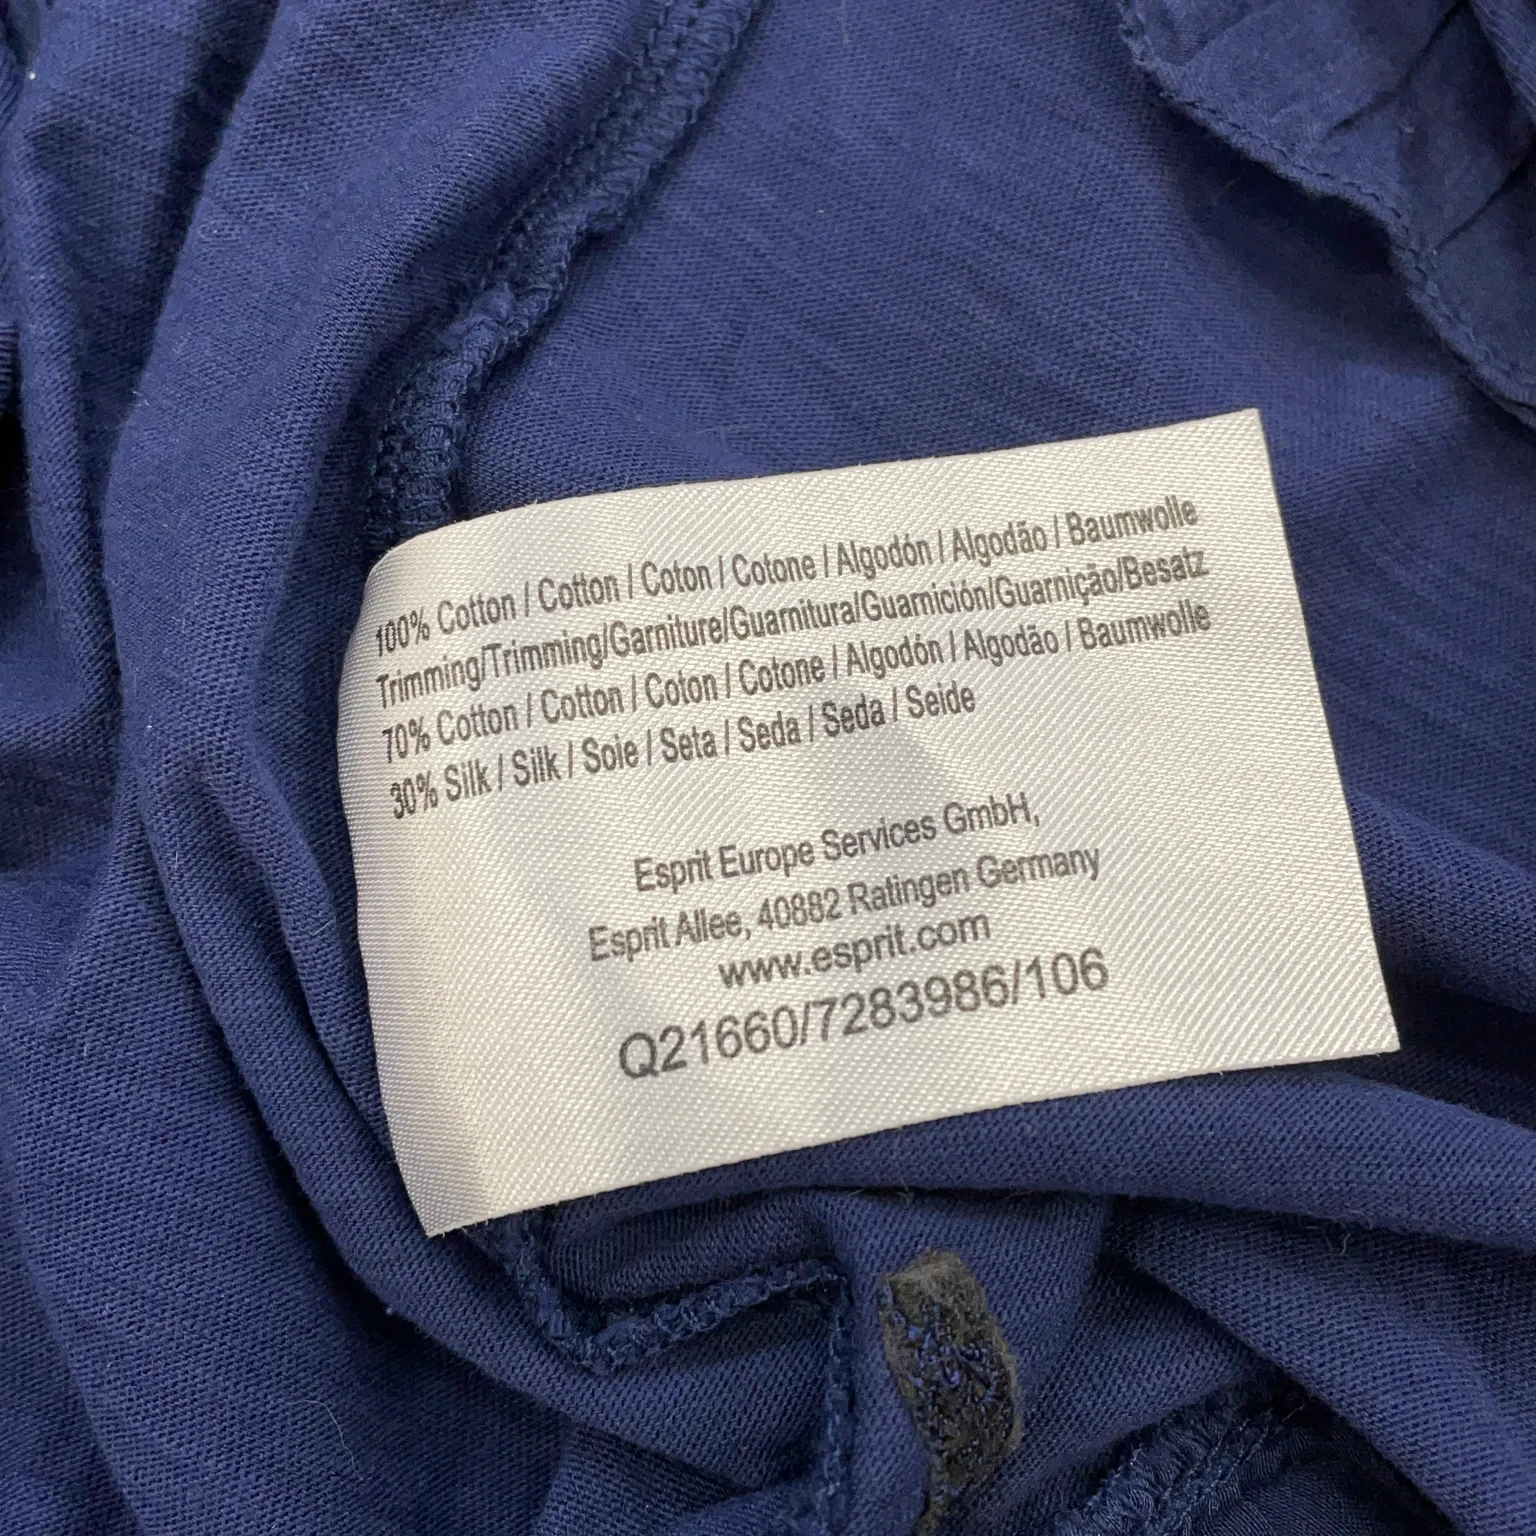 100% Cotton / Cotton / Coton / Cotone / Algodón / Algodão / Baumwolle
Trimming/Trimming/Garniture/Guarnitura/Guarnición/Guarnição/Besatz
70% Cotton / Cotton / Coton / Cotone / Algodón / Algodão / Baumwolle
30% Silk / Silk / Soie / Seta / Seda / Seda / Seide
Esprit Europe Services GmbH,
Esprit Allee, 40882 Ratingen Germany
www.esprit.com
Q21660/7283986/106